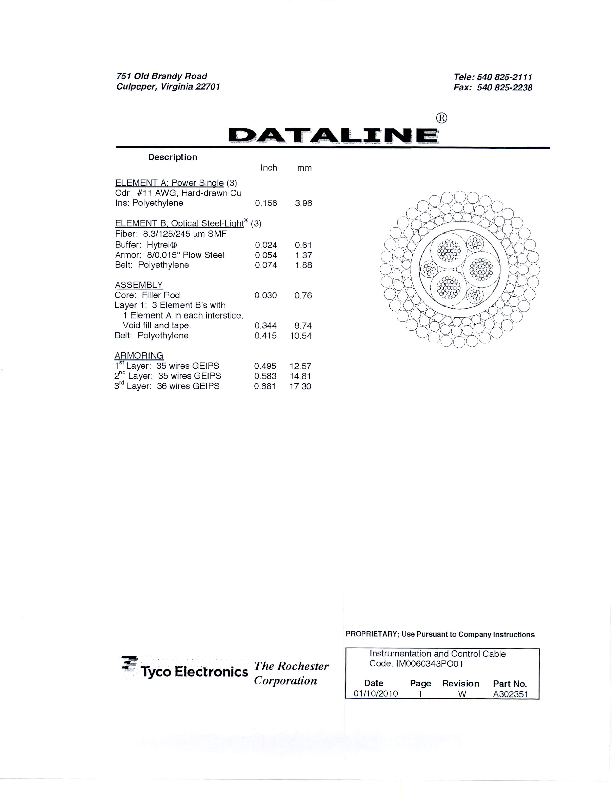 751 Old Brandy Road
Culpeper, Virginia 22701
Tele: 540 825-2111
Fax: 540 825-2238
DATALINE®
Description
Inch mm
ELEMENT A: Power Single (3)
Cdr: #11 AWG, Hard-drawn Cu
Ins: Polyethylene 0.156 3.96
ELEMENT B, Optical Steel-Light® (3)
Fiber: 8.3/125/245 µm SMF
Buffer: Hytrel® 0.024 0.61
Armor: 8/0.015" Plow Steel 0.054 1.37
Belt: Polyethylene 0.074 1.88
ASSEMBLY
Core: Filler Rod 0.030 0.76
Layer 1: 3 Element B's with
1 Element A in each interstice.
Void fill and tape. 0.344 8.74
Belt: Polyethylene 0.415 10.54
ARMORING
1st Layer: 35 wires GEIPS 0.495 12.57
2nd Layer: 35 wires GEIPS 0.583 14.81
3rd Layer: 36 wires GEIPS 0.681 17.30
PROPRIETARY; Use Pursuant to Company Instructions
Tyco Electronics
The Rochester
Corporation
Instrumentation and Control Cable
Code, IM0060343PO01
Date Page Revision Part No.
01/10/2010 1 W A302351